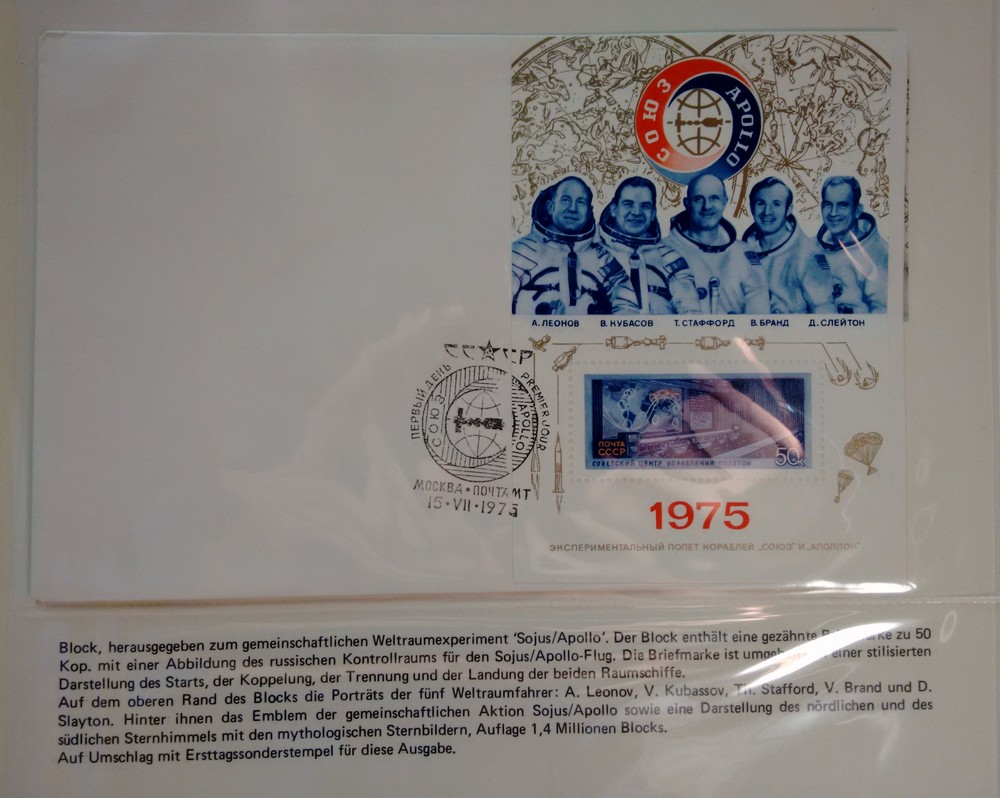 СОЮЗ APOLLO
А. ЛЕОНОВ В. КУБАСОВ Т. СТАФФОРД В. БРАНД Д. СЛЕЙТОН
СССР
ПЕРВЫЙ ДЕНЬ PREMIER JOUR
СОЮЗ APOLLO
МОСКВА • ПОЧТАМТ
15 • VII • 1975
ПОЧТА
СССР
СОВЕТСКИЙ ЦЕНТР УПРАВЛЕНИЯ ПОЛЕТОМ 50к
1975
ЭКСПЕРИМЕНТАЛЬНЫЙ ПОЛЕТ КОРАБЛЕЙ „СОЮЗ" И „АПОЛЛОН"
Block, herausgegeben zum gemeinschaftlichen Weltraumexperiment 'Sojus/Apollo'. Der Block enthält eine gezähnte zu 50
Kop. mit einer Abbildung des russischen Kontrollraums für den Sojus/Apollo-Flug. Die Briefmarke ist einer stilisierten
Darstellung des Starts, der Koppelung, der Trennung und der Landung der beiden Raumschiffe.
Auf dem oberen Rand des Blocks die Porträts der fünf Weltraumfahrer: A. Leonov, V. Kubassov, Th. Stafford, V. Brand und D.
Slayton. Hinter ihnen das Emblem der gemeinschaftlichen Aktion Sojus/Apollo sowie eine Darstellung des nördlichen und des
südlichen Sternhimmels mit den mythologischen Sternbildern, Auflage 1,4 Millionen Blocks.
Auf Umschlag mit Ersttagssonderstempel für diese Ausgabe.